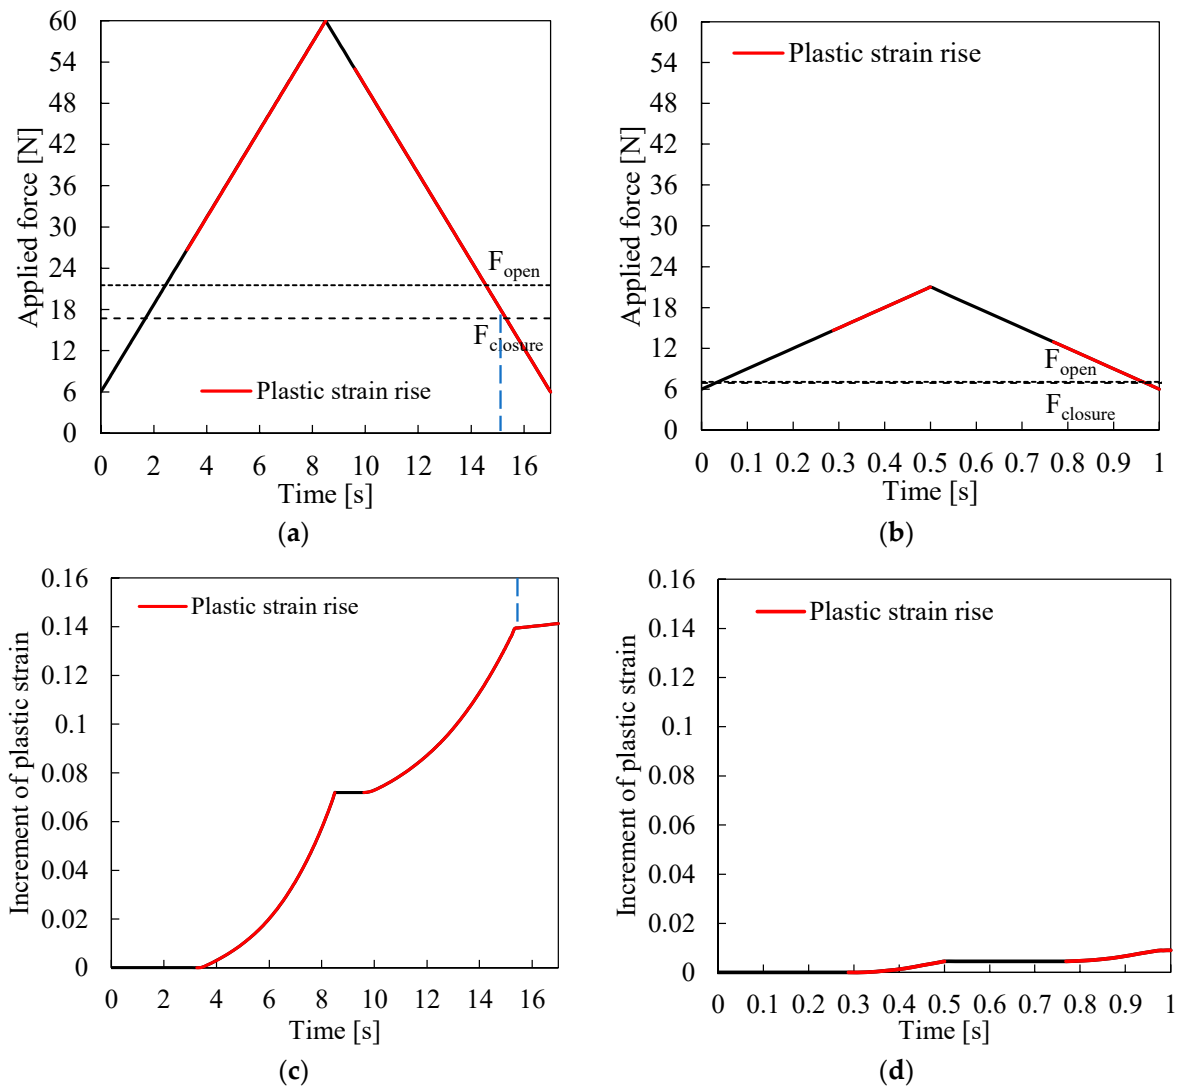 60
54
48
42
36
30
24
18
12
6
0
Applied force [N]
F_open
F_closure
Plastic strain rise
0 2 4 6 8 10 12 14 16
Time [s]
(a)
60
54
48
42
36
30
24
18
12
6
0
Applied force [N]
Plastic strain rise
F_open
F_closure
0 0.1 0.2 0.3 0.4 0.5 0.6 0.7 0.8 0.9 1
Time [s]
(b)
0.16
0.14
0.12
0.1
0.08
0.06
0.04
0.02
0
Increment of plastic strain
Plastic strain rise
0 2 4 6 8 10 12 14 16
Time [s]
(c)
0.16
0.14
0.12
0.1
0.08
0.06
0.04
0.02
0
Increment of plastic strain
Plastic strain rise
0 0.1 0.2 0.3 0.4 0.5 0.6 0.7 0.8 0.9 1
Time [s]
(d)